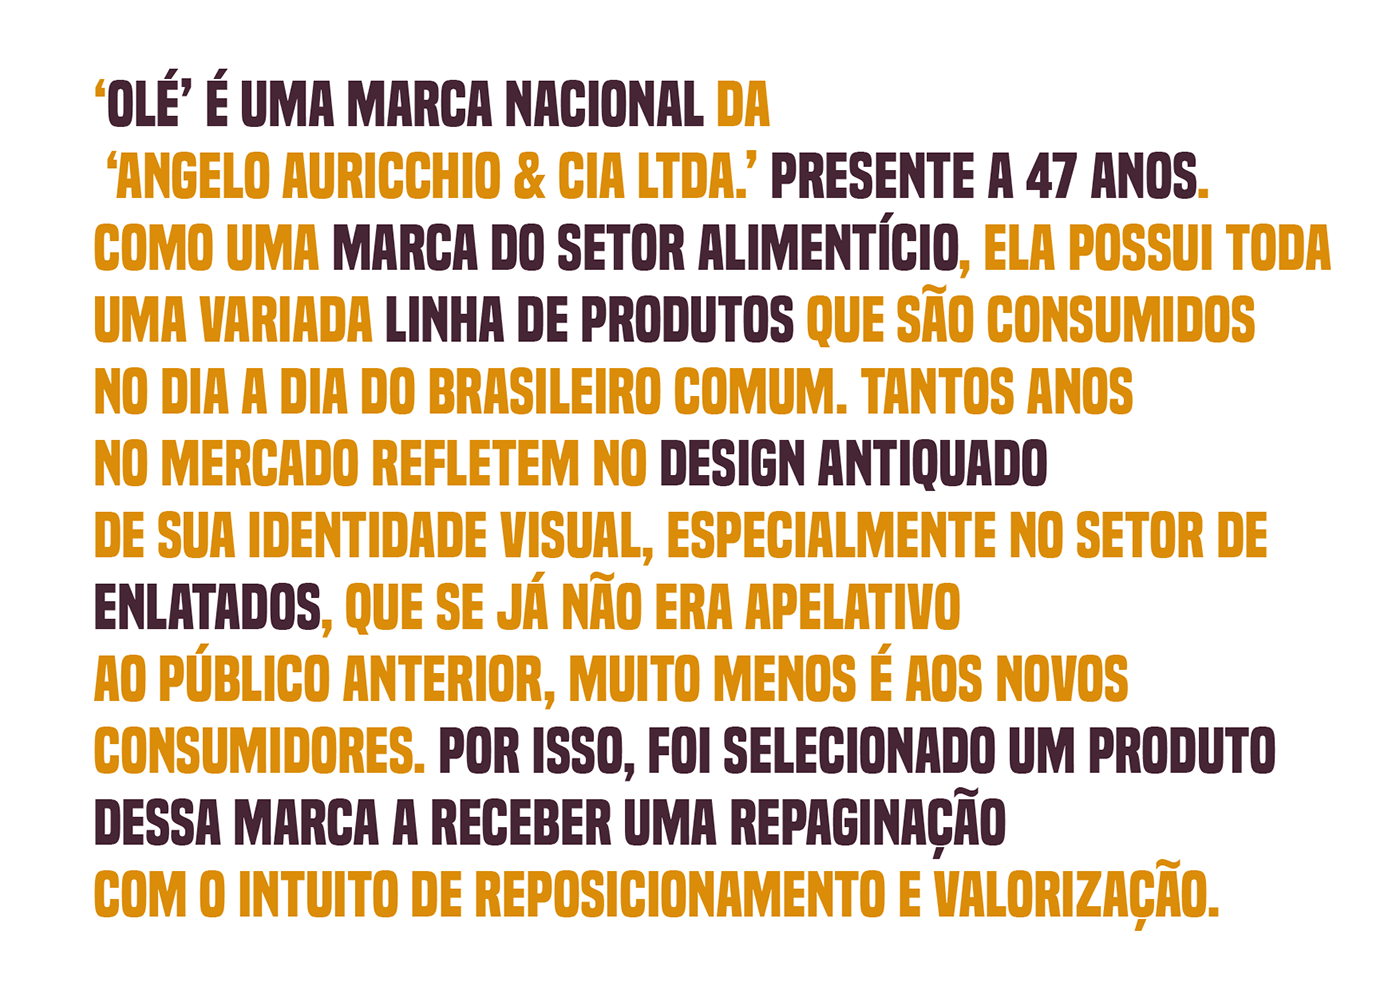 ‘OLÉ’ É UMA MARCA NACIONAL DA
‘ANGELO AURICCHIO & CIA LTDA.’ PRESENTE A 47 ANOS.
COMO UMA MARCA DO SETOR ALIMENTÍCIO, ELA POSSUI TODA
UMA VARIADA LINHA DE PRODUTOS QUE SÃO CONSUMIDOS
NO DIA A DIA DO BRASILEIRO COMUM. TANTOS ANOS
NO MERCADO REFLETEM NO DESIGN ANTIQUADO
DE SUA IDENTIDADE VISUAL, ESPECIALMENTE NO SETOR DE
ENLATADOS, QUE SE JÁ NÃO ERA APELATIVO
AO PÚBLICO ANTERIOR, MUITO MENOS É AOS NOVOS
CONSUMIDORES. POR ISSO, FOI SELECIONADO UM PRODUTO
DESSA MARCA A RECEBER UMA REPAGINAÇÃO
COM O INTUITO DE REPOSICIONAMENTO E VALORIZAÇÃO.